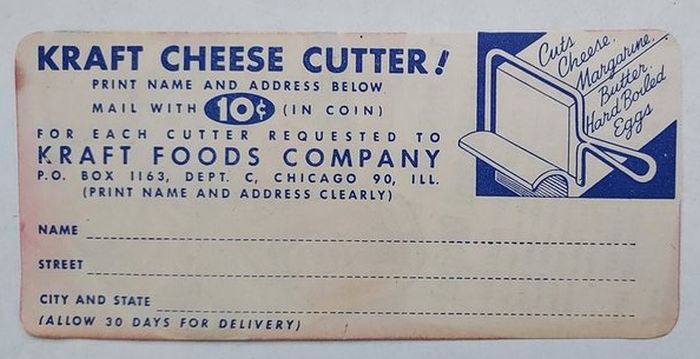 KRAFT CHEESE CUTTER!
PRINT NAME AND ADDRESS BELOW
MAIL WITH 10¢ (IN COIN)
FOR EACH CUTTER REQUESTED TO
KRAFT FOODS COMPANY
P.O. BOX 1163, DEPT. C, CHICAGO 90, ILL.
(PRINT NAME AND ADDRESS CLEARLY)
Cuts
Cheese.
Margarine.
Butter.
Hard Boiled
Eggs
NAME
STREET
CITY AND STATE
(ALLOW 30 DAYS FOR DELIVERY)